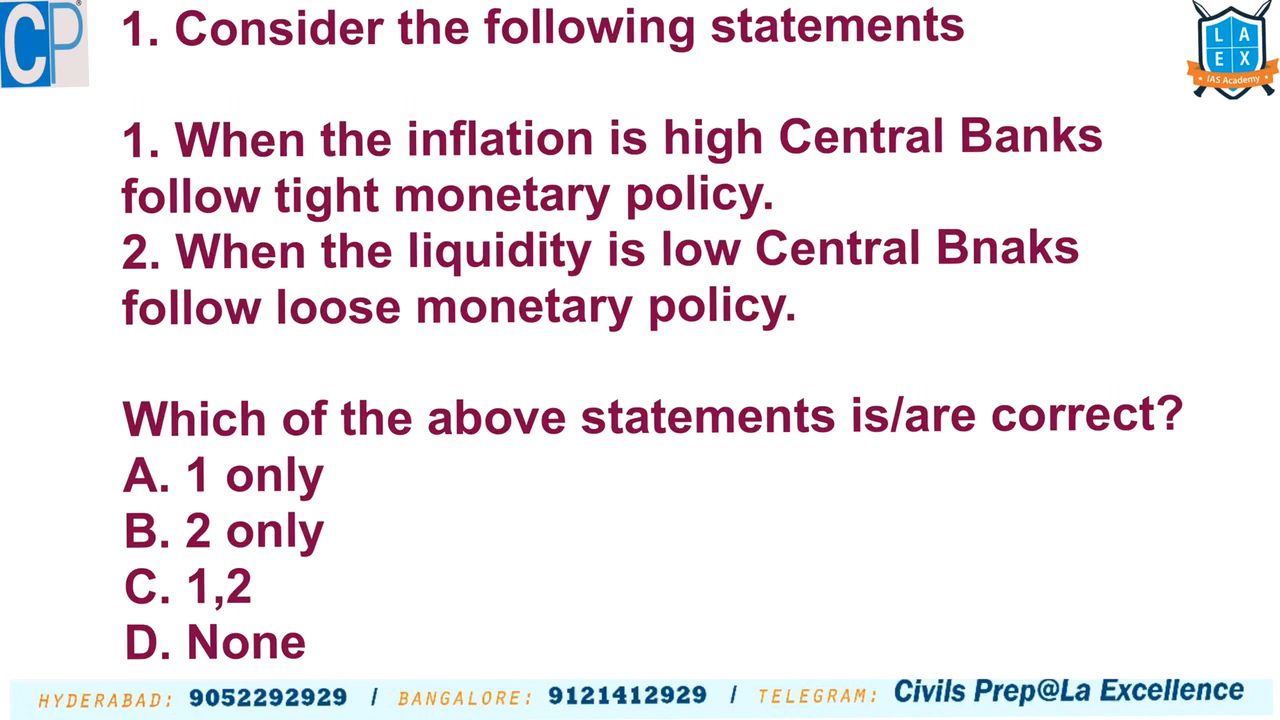 CP
LA
EX
IAS Academy
1. Consider the following statements
1. When the inflation is high Central Banks
follow tight monetary policy.
2. When the liquidity is low Central Bnaks
follow loose monetary policy.
Which of the above statements is/are correct?
A. 1 only
B. 2 only
C. 1,2
D. None
HYDERABAD: 9052292929 / BANGALORE: 9121412929 / TELEGRAM: Civils Prep@La Excellence